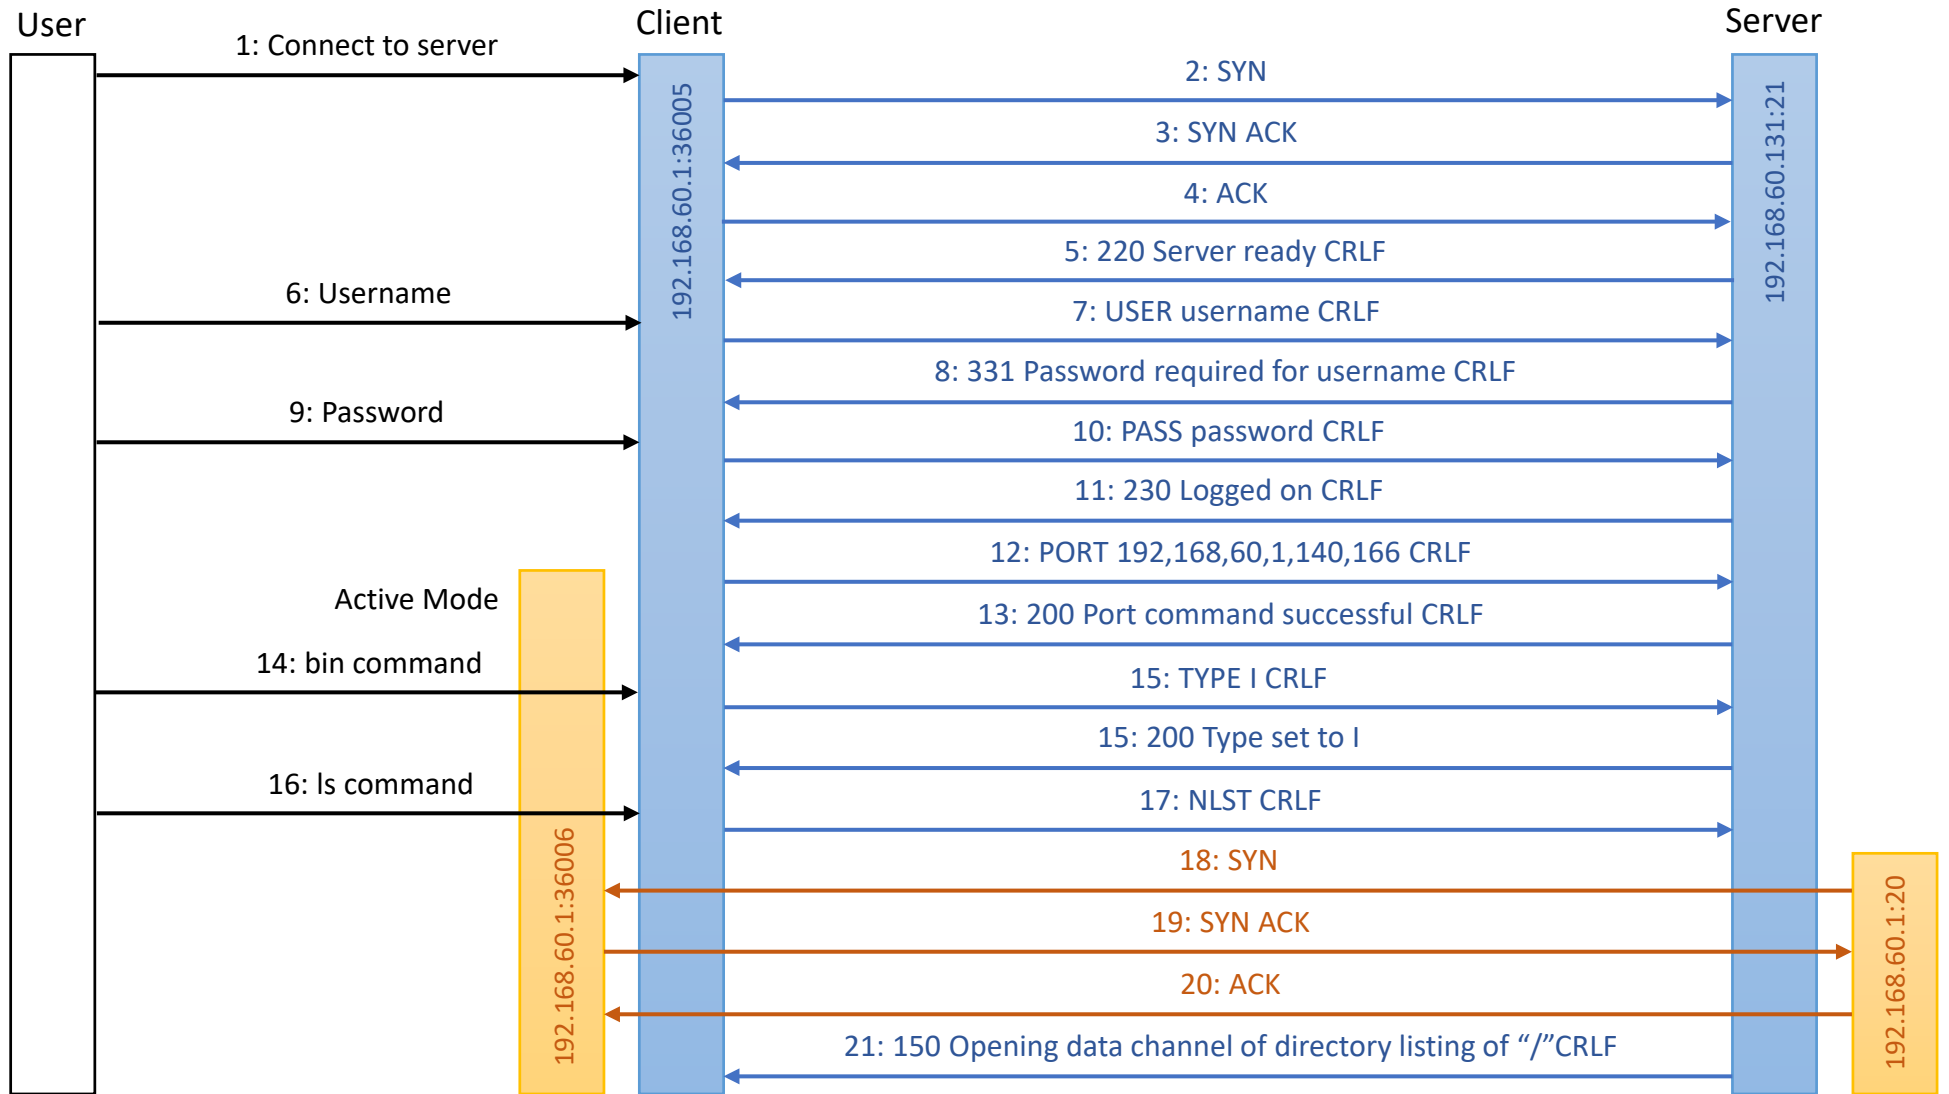 User
Client
Server
1: Connect to server
2: SYN
192.168.60.1:36005
192.168.60.131:21
3: SYN ACK
4: ACK
5: 220 Server ready CRLF
6: Username
7: USER username CRLF
8: 331 Password required for username CRLF
9: Password
10: PASS password CRLF
11: 230 Logged on CRLF
12: PORT 192,168,60,1,140,166 CRLF
Active Mode
13: 200 Port command successful CRLF
14: bin command
15: TYPE I CRLF
15: 200 Type set to I
16: ls command
17: NLST CRLF
192.168.60.1:36006
18: SYN
192.168.60.1:20
19: SYN ACK
20: ACK
21: 150 Opening data channel of directory listing of “/”CRLF